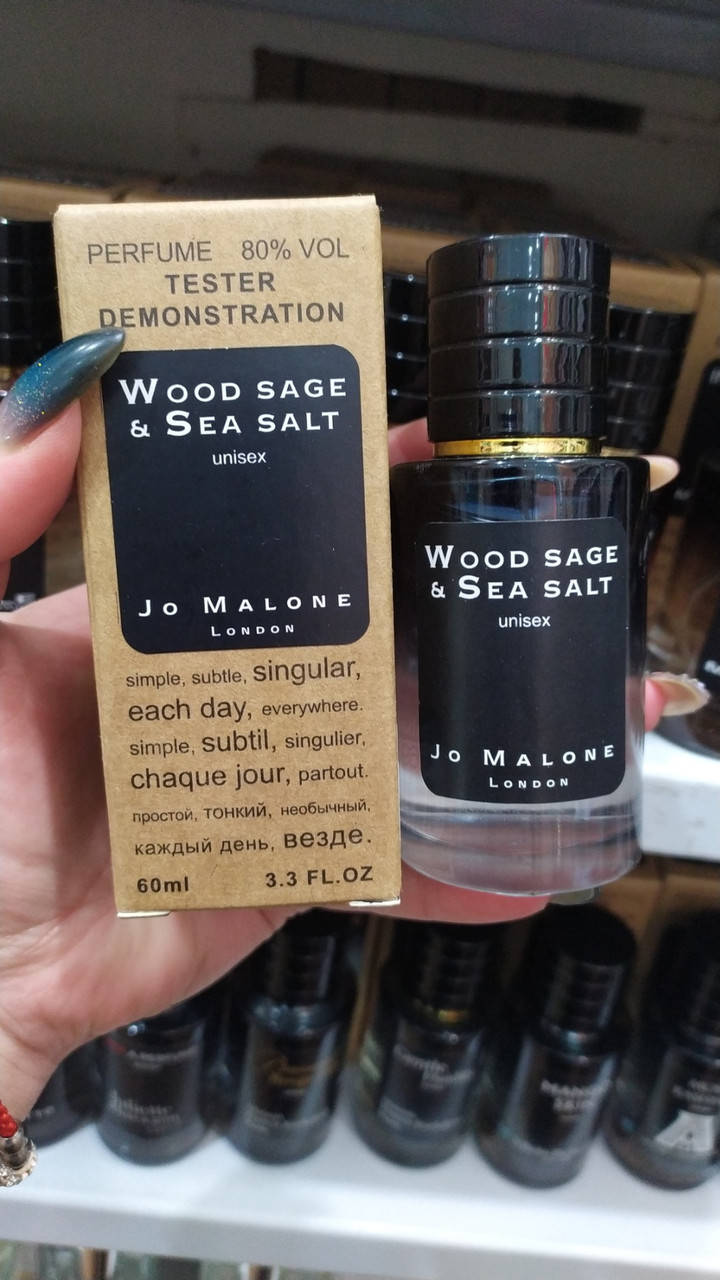 PERFUME 80% VOL
TESTER
DEMONSTRATION
WOOD SAGE
& SEA SALT
unisex
JO MALONE
LONDON
simple, subtle, singular,
each day, everywhere.
simple, subtil, singulier,
chaque jour, partout.
простой, тонкий, необычный,
каждый день, везде.
60ml 3.3 FL.OZ
WOOD SAGE
& SEA SALT
unisex
JO MALONE
LONDON